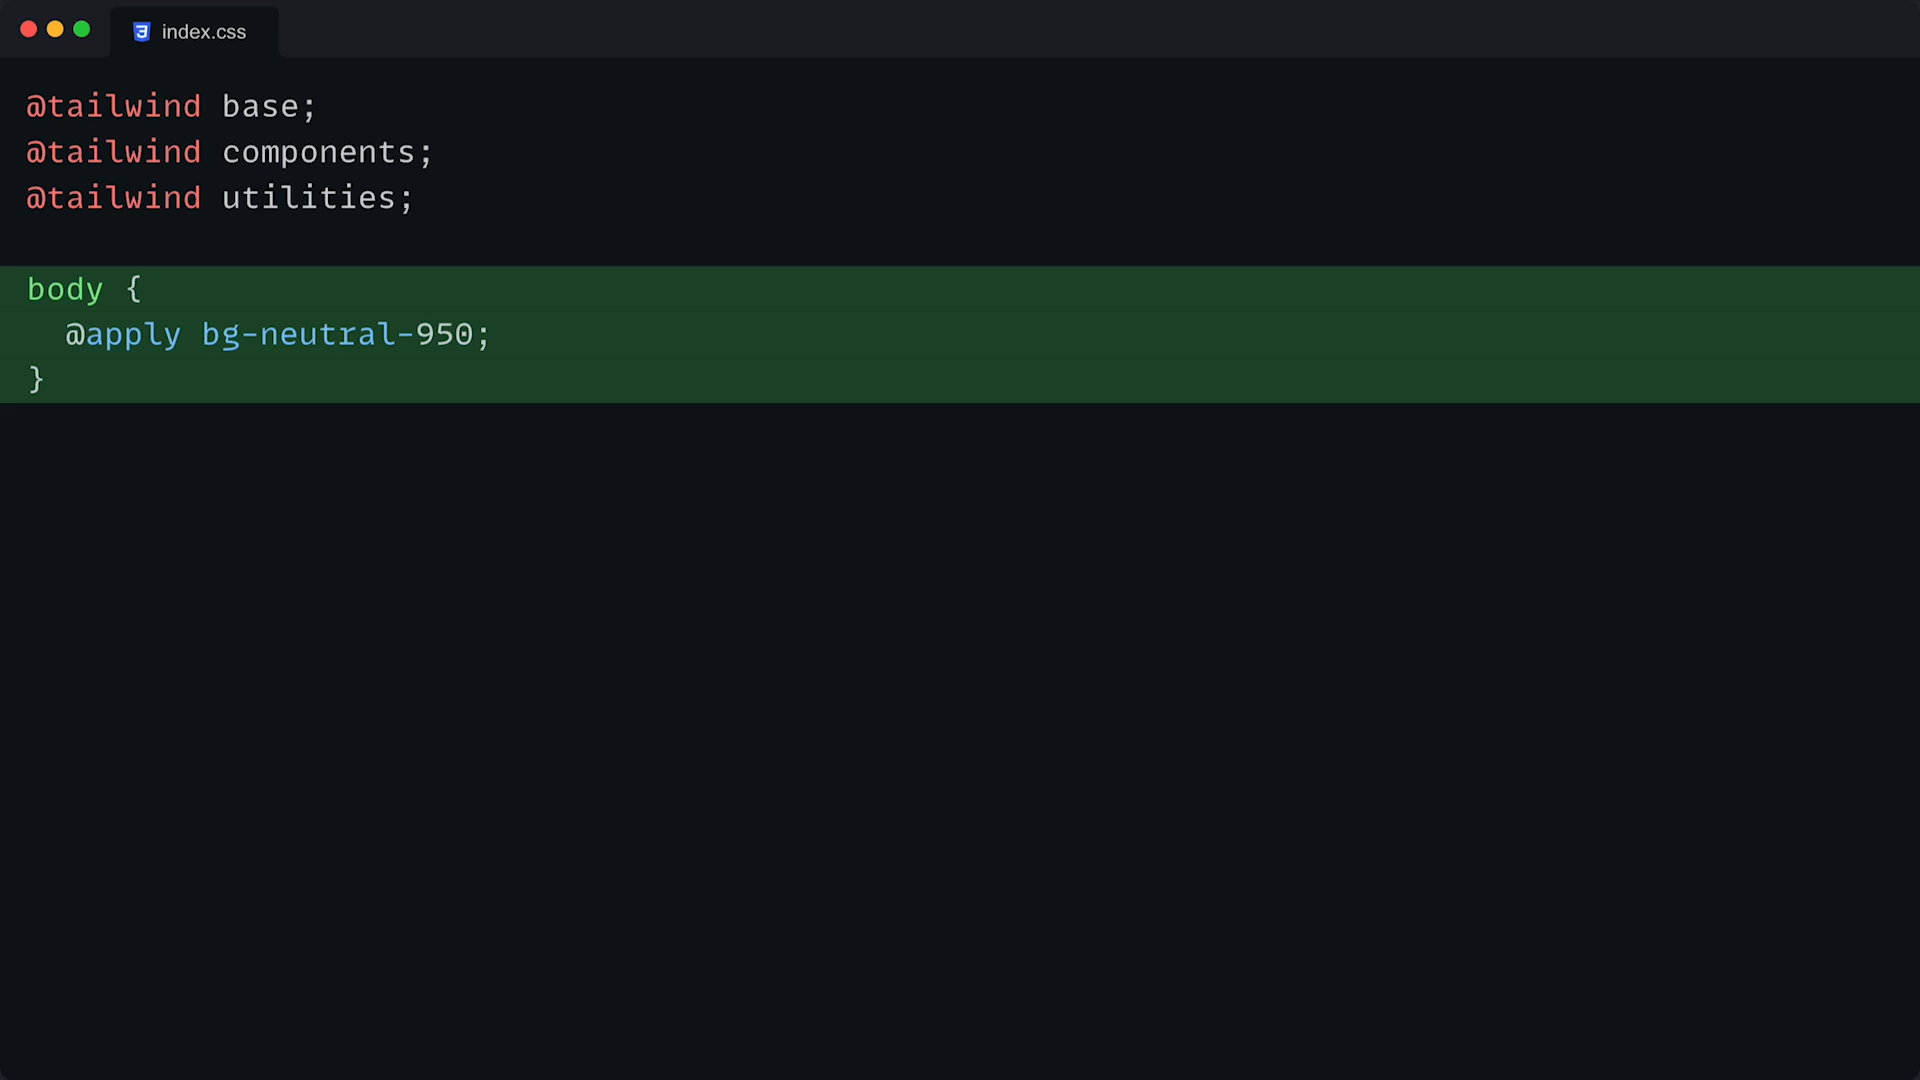 index.css
@tailwind base;
@tailwind components;
@tailwind utilities;
body {
  @apply bg-neutral-950;
}